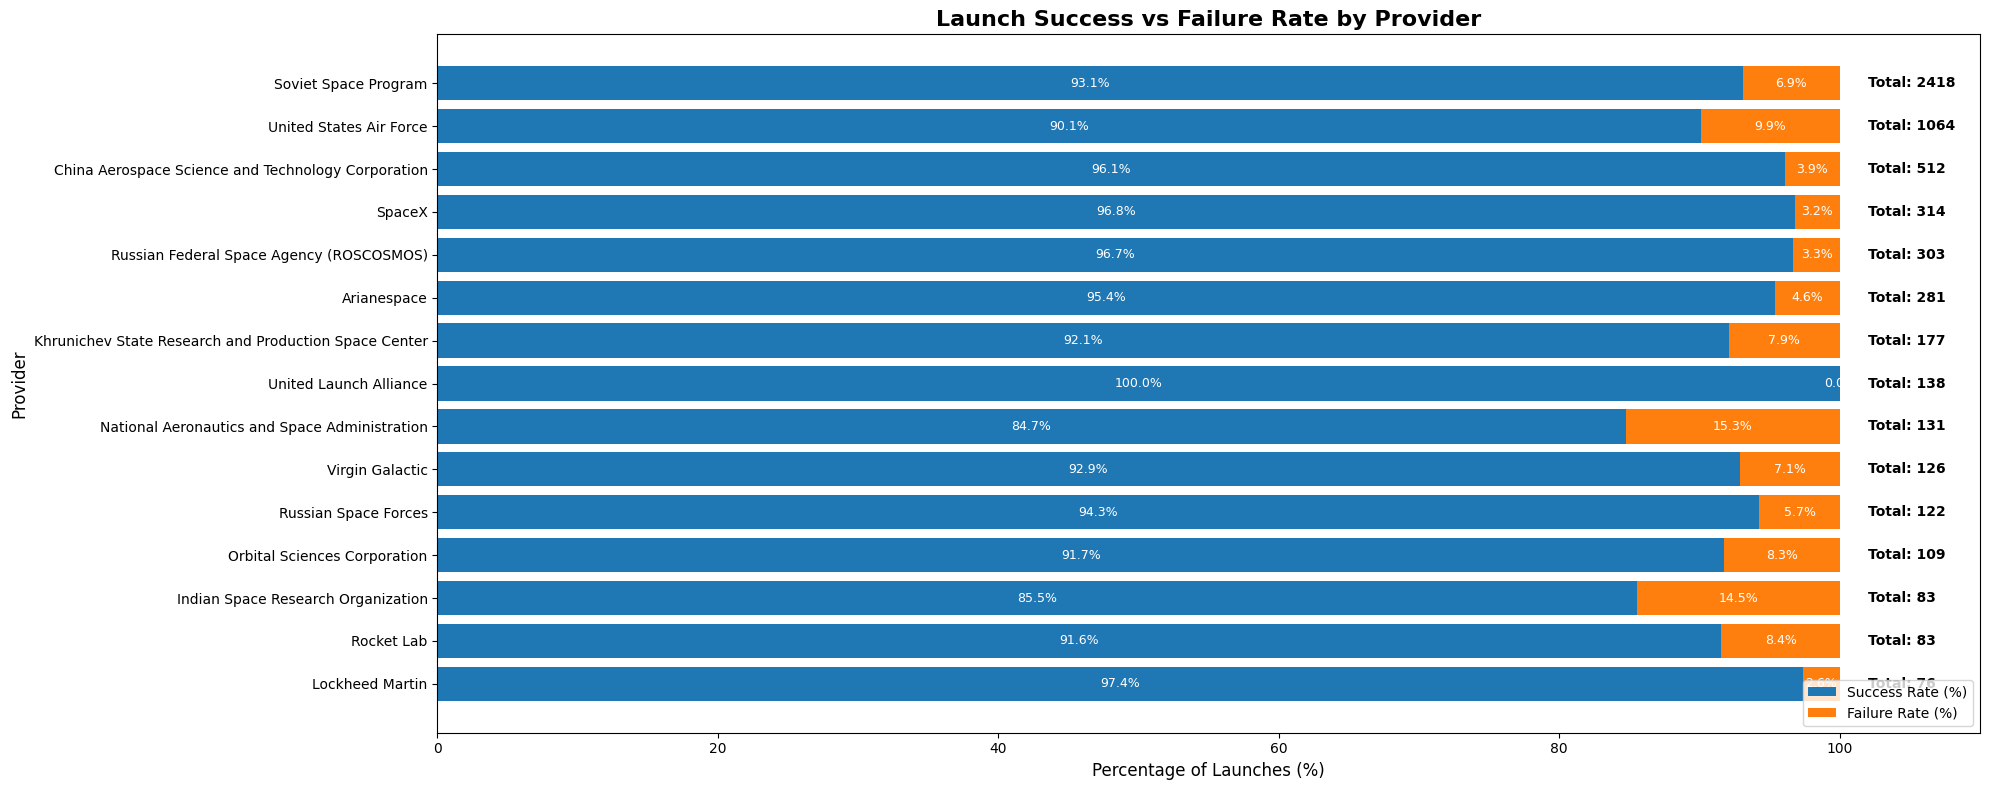 Launch Success vs Failure Rate by Provider
Provider
Soviet Space Program 93.1% 6.9% Total: 2418
United States Air Force 90.1% 9.9% Total: 1064
China Aerospace Science and Technology Corporation 96.1% 3.9% Total: 512
SpaceX 96.8% 3.2% Total: 314
Russian Federal Space Agency (ROSCOSMOS) 96.7% 3.3% Total: 303
Arianespace 95.4% 4.6% Total: 281
Khrunichev State Research and Production Space Center 92.1% 7.9% Total: 177
United Launch Alliance 100.0% Total: 138
National Aeronautics and Space Administration 84.7% 15.3% Total: 131
Virgin Galactic 92.9% 7.1% Total: 126
Russian Space Forces 94.3% 5.7% Total: 122
Orbital Sciences Corporation 91.7% 8.3% Total: 109
Indian Space Research Organization 85.5% 14.5% Total: 83
Rocket Lab 91.6% 8.4% Total: 83
Lockheed Martin 97.4% 2.6% Total: 76
Success Rate (%)
Failure Rate (%)
0 20 40 60 80 100
Percentage of Launches (%)